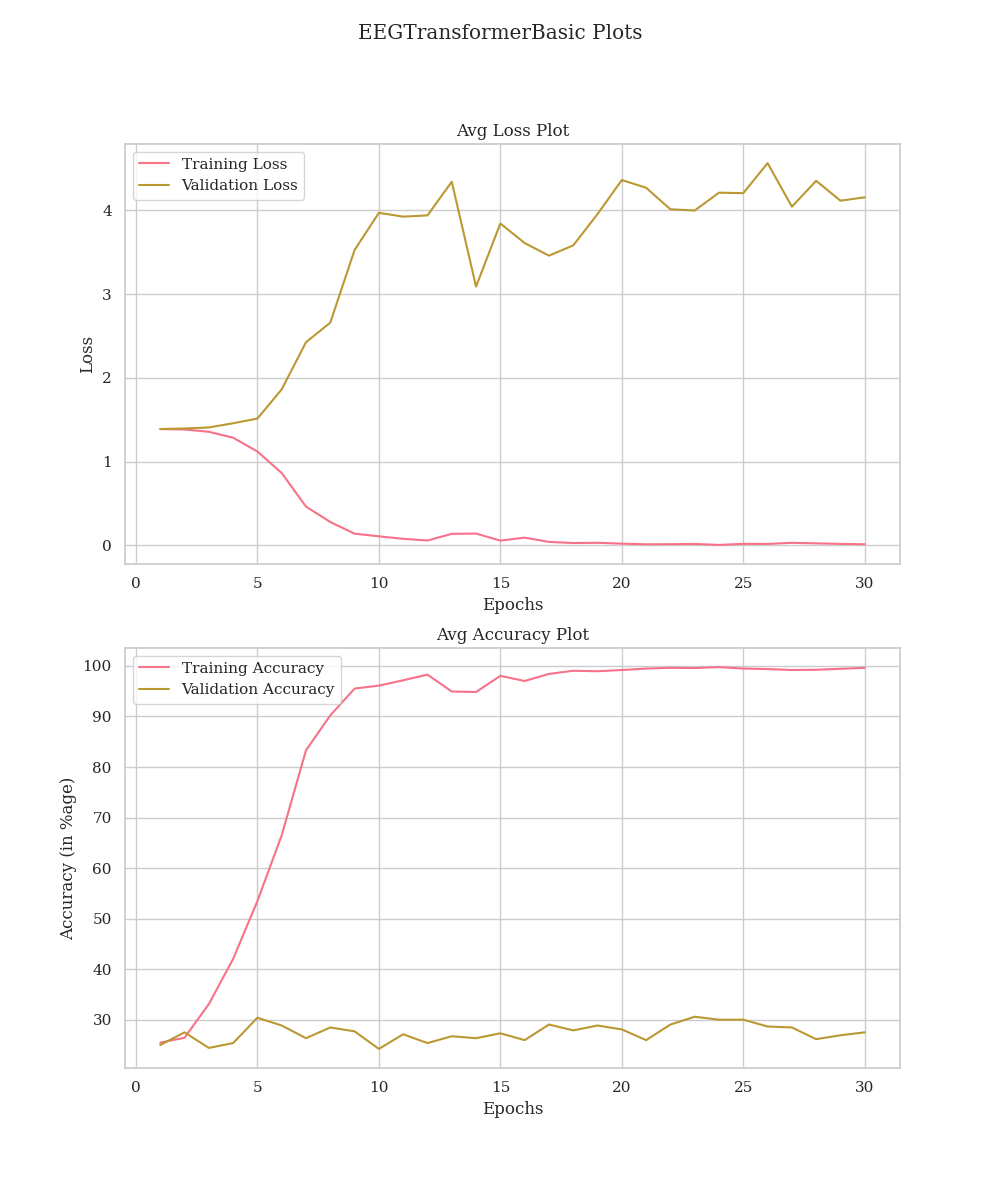 EEGTransformerBasic Plots
Avg Loss Plot
Training Loss
Validation Loss
4
3
2
1
0
Loss
0 5 10 15 20 25 30
Epochs
Avg Accuracy Plot
Training Accuracy
Validation Accuracy
100
90
80
70
60
50
40
30
Accuracy (in %age)
0 5 10 15 20 25 30
Epochs